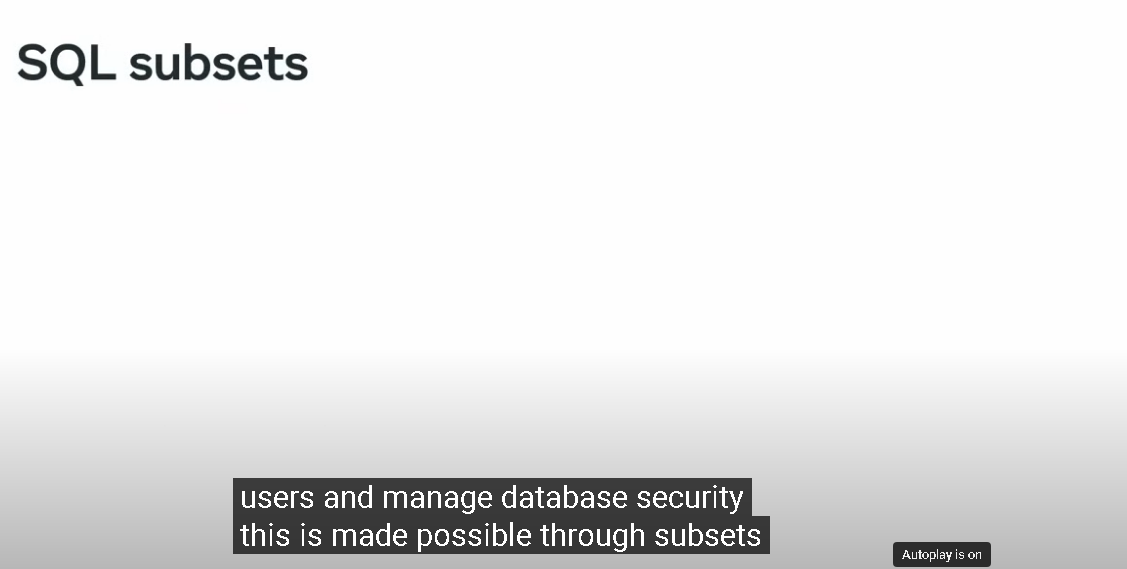 SQL subsets
users and manage database security
this is made possible through subsets
Autoplay is on